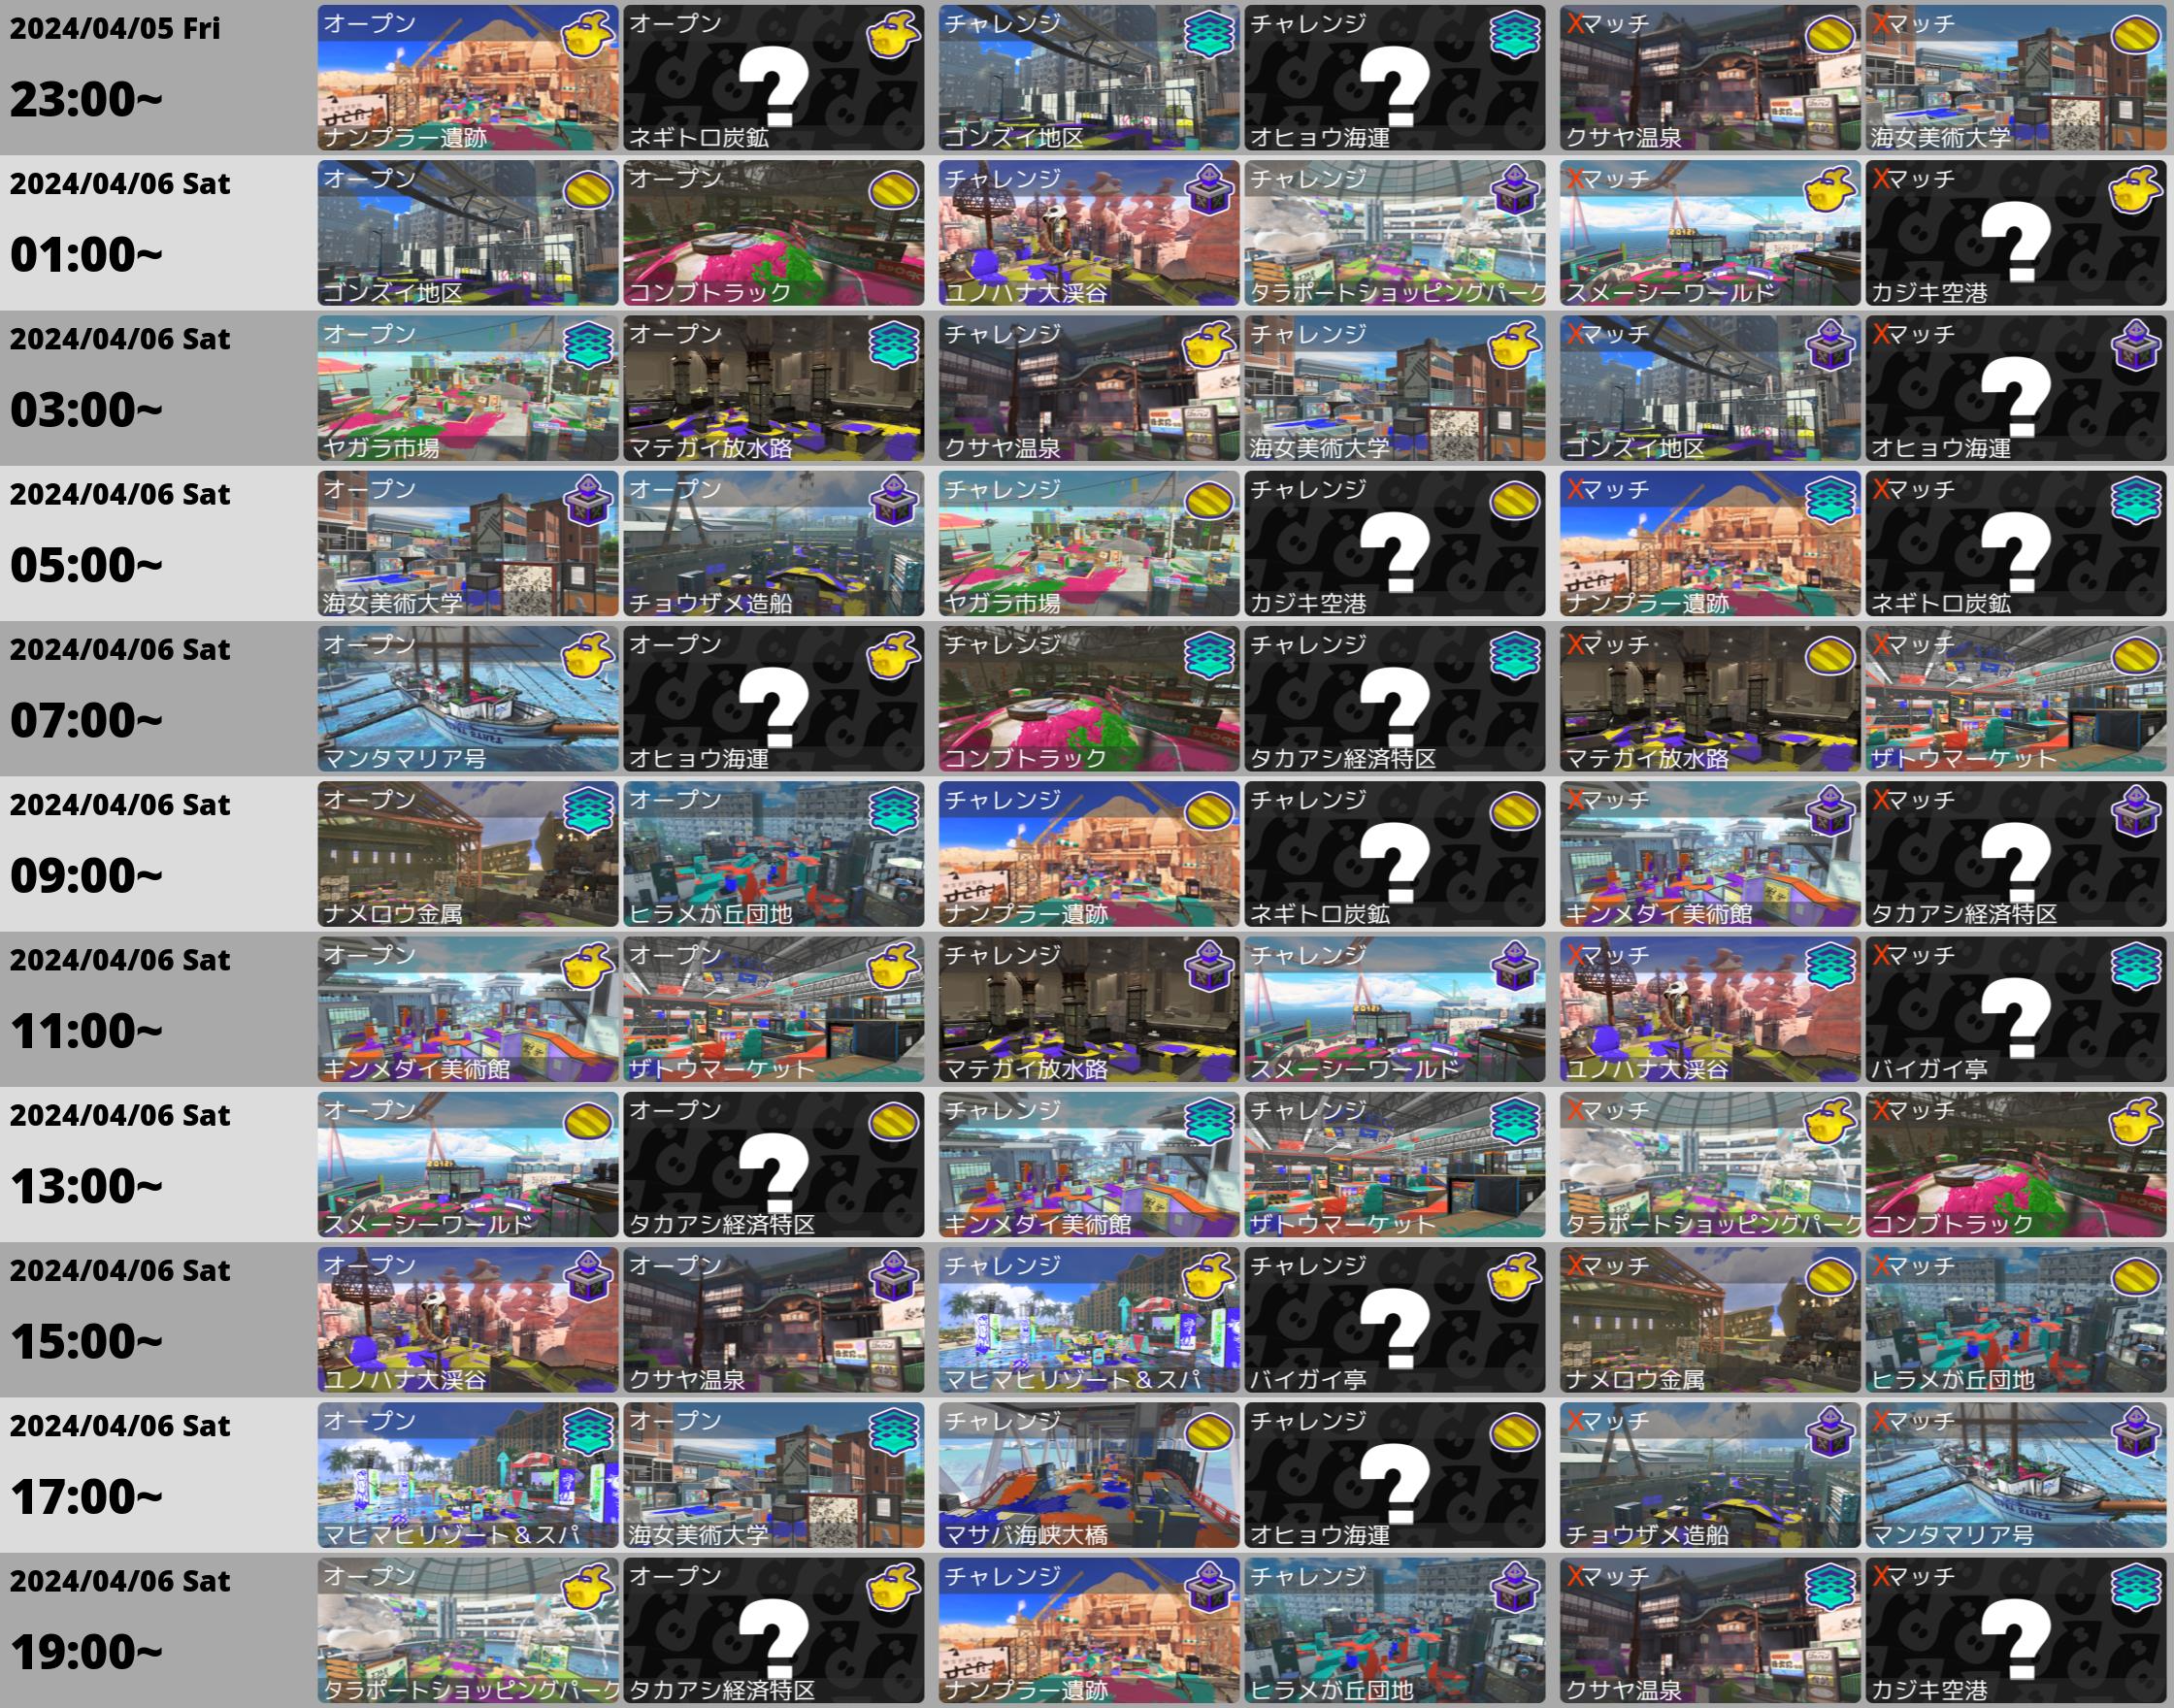 2024/04/05 Fri
23:00~
オープン
ナンプラー遺跡
オープン
ネギトロ炭鉱
チャレンジ
ゴンズイ地区
チャレンジ
オヒョウ海運
Xマッチ
クサヤ温泉
Xマッチ
海女美術大学
2024/04/06 Sat
01:00~
オープン
ゴンズイ地区
オープン
コンブトラック
チャレンジ
ユノハナ大渓谷
チャレンジ
タラポートショッピングパーク
Xマッチ
スメーシーワールド
Xマッチ
カジキ空港
2024/04/06 Sat
03:00~
オープン
ヤガラ市場
オープン
マテガイ放水路
チャレンジ
クサヤ温泉
チャレンジ
海女美術大学
Xマッチ
ゴンズイ地区
Xマッチ
オヒョウ海運
2024/04/06 Sat
05:00~
オープン
海女美術大学
オープン
チョウザメ造船
チャレンジ
ヤガラ市場
チャレンジ
カジキ空港
Xマッチ
ナンプラー遺跡
Xマッチ
ネギトロ炭鉱
2024/04/06 Sat
07:00~
オープン
マンタマリア号
オープン
オヒョウ海運
チャレンジ
コンブトラック
チャレンジ
タカアシ経済特区
Xマッチ
マテガイ放水路
Xマッチ
ザトウマーケット
2024/04/06 Sat
09:00~
オープン
ナメロウ金属
オープン
ヒラメが丘団地
チャレンジ
ナンプラー遺跡
チャレンジ
ネギトロ炭鉱
Xマッチ
キンメダイ美術館
Xマッチ
タカアシ経済特区
2024/04/06 Sat
11:00~
オープン
キンメダイ美術館
オープン
ザトウマーケット
チャレンジ
マテガイ放水路
チャレンジ
スメーシーワールド
Xマッチ
ユノハナ大渓谷
Xマッチ
バイガイ亭
2024/04/06 Sat
13:00~
オープン
スメーシーワールド
オープン
タカアシ経済特区
チャレンジ
キンメダイ美術館
チャレンジ
ザトウマーケット
Xマッチ
タラポートショッピングパーク
Xマッチ
コンブトラック
2024/04/06 Sat
15:00~
オープン
ユノハナ大渓谷
オープン
クサヤ温泉
チャレンジ
マヒマヒリゾート＆スパ
チャレンジ
バイガイ亭
Xマッチ
ナメロウ金属
Xマッチ
ヒラメが丘団地
2024/04/06 Sat
17:00~
オープン
マヒマヒリゾート＆スパ
オープン
海女美術大学
チャレンジ
マサバ海峡大橋
チャレンジ
オヒョウ海運
Xマッチ
チョウザメ造船
Xマッチ
マンタマリア号
2024/04/06 Sat
19:00~
オープン
タラポートショッピングパーク
オープン
タカアシ経済特区
チャレンジ
ナンプラー遺跡
チャレンジ
ヒラメが丘団地
Xマッチ
クサヤ温泉
Xマッチ
カジキ空港